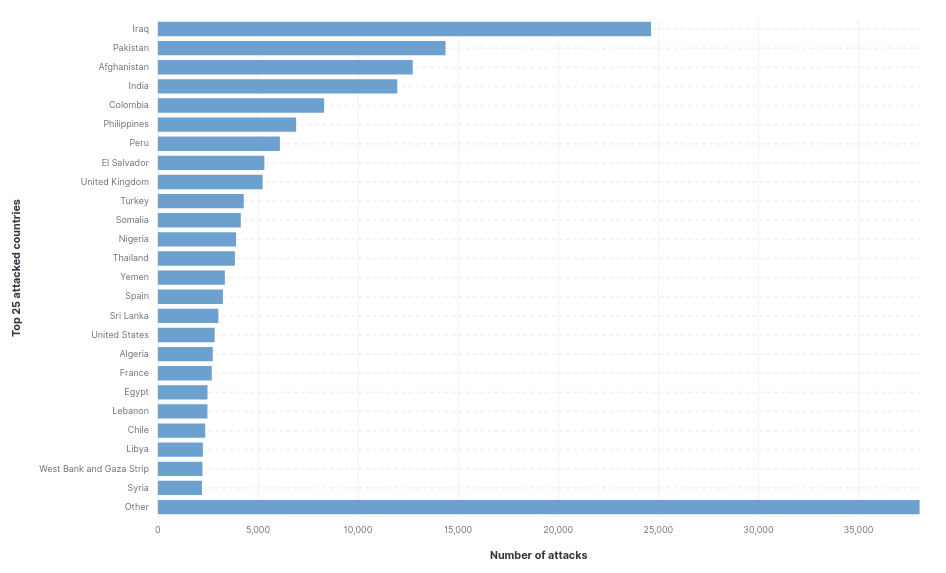 Top 25 attacked countries
Iraq
Pakistan
Afghanistan
India
Colombia
Philippines
Peru
El Salvador
United Kingdom
Turkey
Somalia
Nigeria
Thailand
Yemen
Spain
Sri Lanka
United States
Algeria
France
Egypt
Lebanon
Chile
Libya
West Bank and Gaza Strip
Syria
Other
0 5,000 10,000 15,000 20,000 25,000 30,000 35,000
Number of attacks